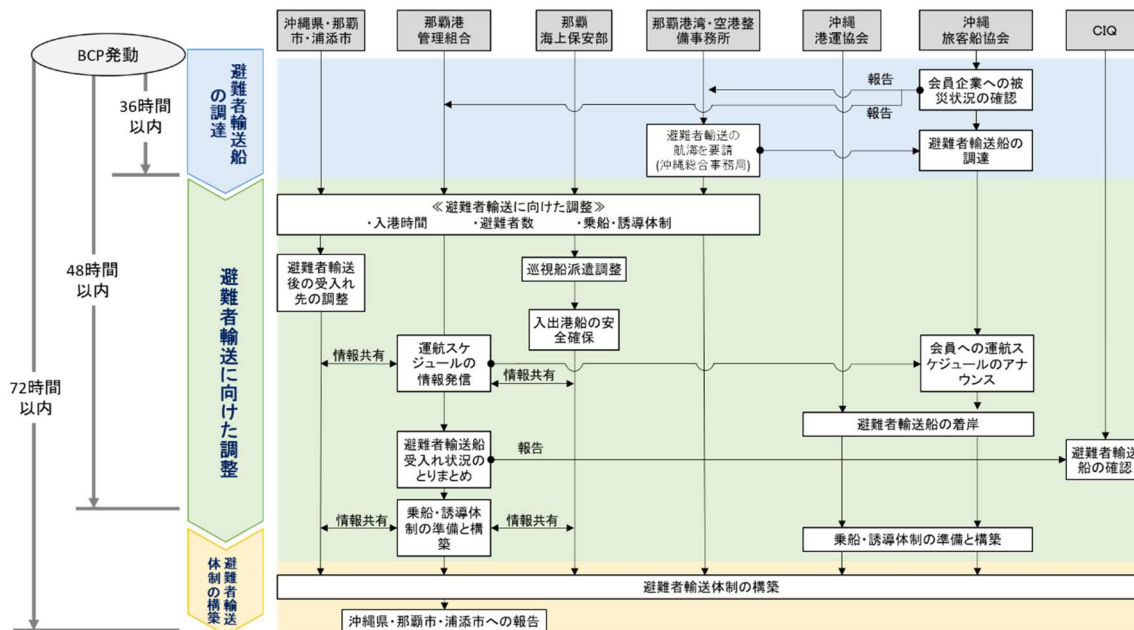 沖縄県・那覇
市・浦添市
那覇港
管理組合
那覇
海上保安部
那覇港湾・空港整
備事務所
沖縄
港運協会
沖縄
旅客船協会
CIQ
BCP発動
36時間
以内
48時間
以内
72時間
以内
避難者輸送船
の調達
避難者輸送に向けた調整
避難者輸送
体制の構築
報告
会員企業への被
災状況の確認
報告
避難者輸送の
航海を要請
(沖縄総合事務局)
避難者輸送船の
調達
≪避難者輸送に向けた調整≫
・入港時間 ・避難者数 ・乗船・誘導体制
避難者輸送
後の受入れ
先の調整
巡視船派遣調整
入出港船の安
全確保
情報共有
運航スケ
ジュールの
情報発信
情報共有
会員への運航ス
ケジュールのアナ
ウンス
避難者輸送船の着岸
避難者輸送船
受入れ状況の
とりまとめ
報告
避難者輸送
船の確認
情報共有
乗船・誘導体
制の準備と構
築
情報共有
乗船・誘導体制の準備と構築
避難者輸送体制の構築
沖縄県・那覇市・浦添市への報告